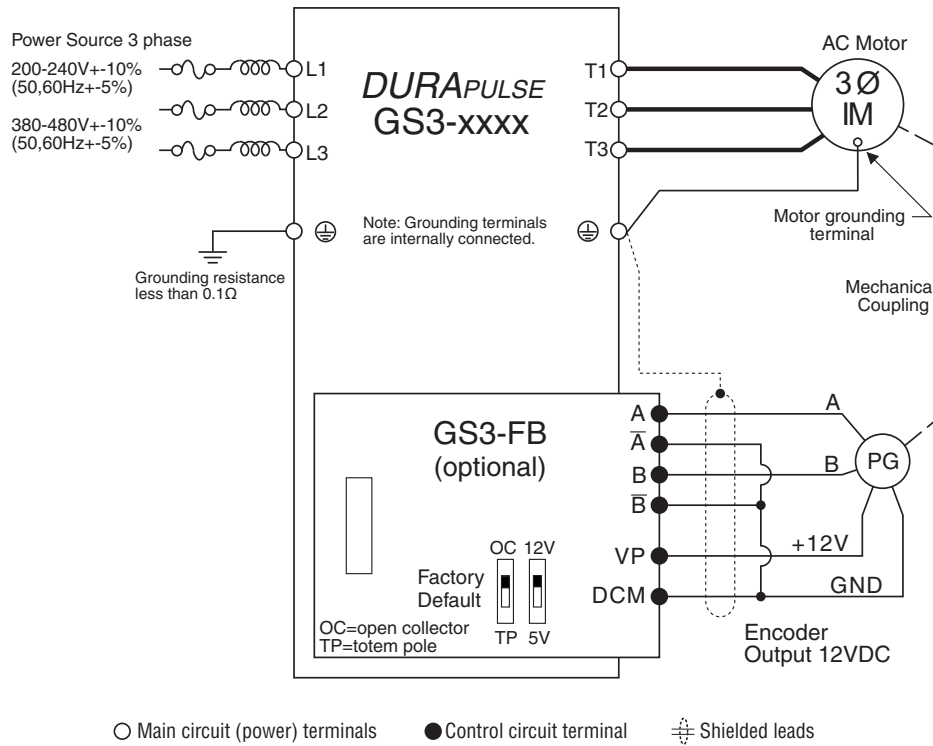 Power Source 3 phase
200-240V+-10%
(50,60Hz+-5%)
380-480V+-10%
(50,60Hz+-5%)
L1
L2
L3
DURAPULSE
GS3-xxxx
T1
T2
T3
AC Motor
3Ø
IM
Note: Grounding terminals
are internally connected.
Motor grounding
terminal
Grounding resistance
less than 0.1Ω
Mechanica
Coupling
GS3-FB
(optional)
A
A̅
B
B̅
VP
DCM
A
B
PG
+12V
GND
OC 12V
Factory
Default
TP 5V
OC=open collector
TP=totem pole
Encoder
Output 12VDC
Main circuit (power) terminals
Control circuit terminal
Shielded leads